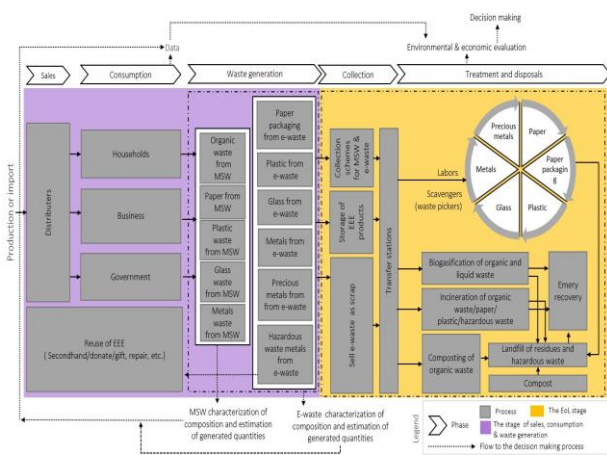 Decision making
Data
Environmental & economic evaluation
Sales
Consumption
Waste generation
Collection
Treatment and disposals
Production or import
Distributers
Households
Business
Government
Reuse of EEE
( Secondhand/donate/gift, repair, etc.)
Organic
waste from
MSW
Paper from
MSW
Plastic
waste from
MSW
Glass waste
from MSW
Metals waste
from MSW
Paper
packaging
from e-waste
Plastic from
e-waste
Glass from
e-waste
Metals from
e-waste
Precious
metals from
from e-waste
Hazardous
waste metals
from e-waste
Collection
schemes
for MSW &
e-waste
Storage of
EEE
products
Sell e-waste as scrap
Transfer stations
Labors
Scavengers
(waste pickers)
Precious
metals
Paper
Metals
Paper
packagin
g
Glass
Plastic
Biogasification of organic and
liquid waste
Incineration of organic
waste/paper/
plastic/hazardous waste
Emery
recovery
Composting of
organic waste
Landfill of residues and
hazardous waste
Compost
MSW characterization of
composition and estimation
of generated quantities
E-waste characterization of
composition and estimation of
generated quantities
Legend
Process
The EoL stage
Phase
The stage of sales, consumption
& waste generation
Flow to the decision making process